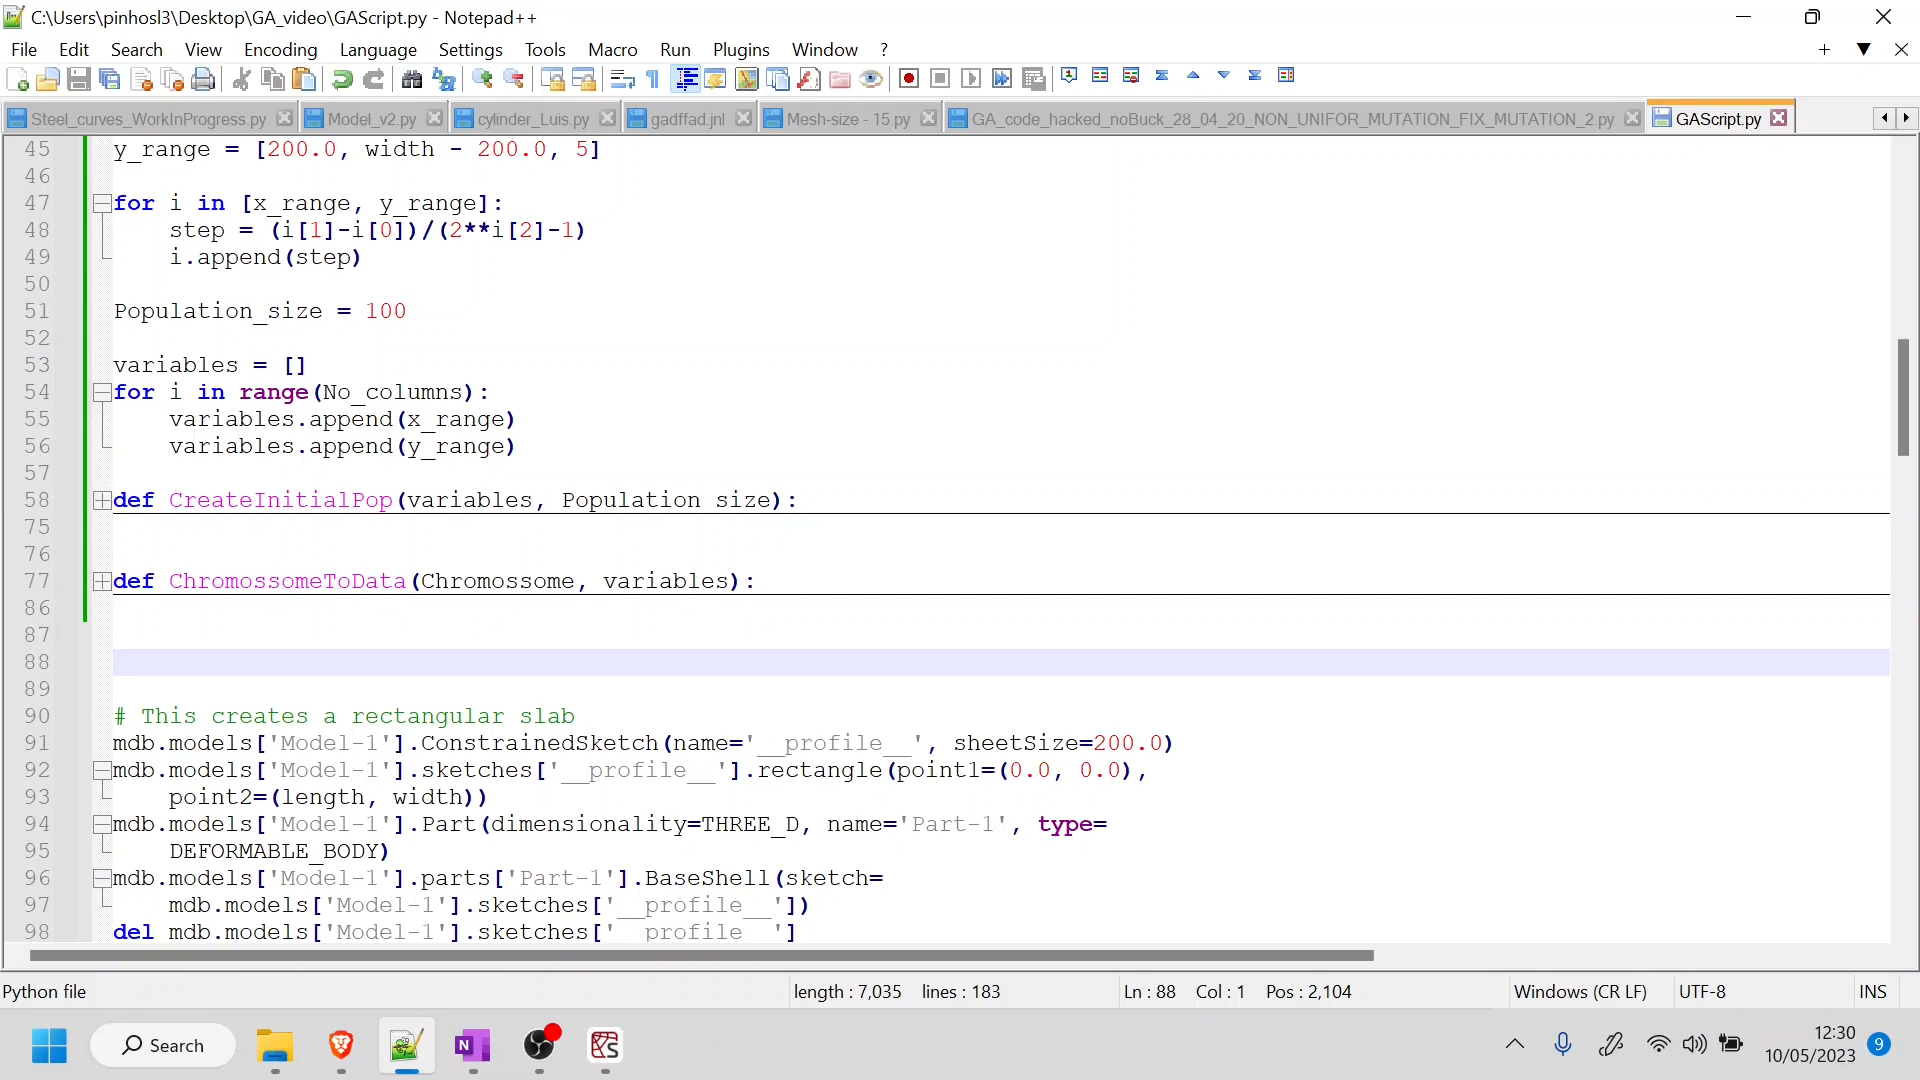 C:\Users\pinhosl3\Desktop\GA_video\GAScript.py - Notepad++
File Edit Search View Encoding Language Settings Tools Macro Run Plugins Window ?
Steel_curves_WorkInProgress.py Model_v2.py cylinder_Luis.py gadffad.jnl Mesh-size - 15.py GA_code_hacked_noBuck_28_04_20_NON_UNIFOR_MUTATION_FIX_MUTATION_2.py GAScript.py
45 y_range = [200.0, width - 200.0, 5]
46
47 for i in [x_range, y_range]:
48 step = (i[1]-i[0])/(2**i[2]-1)
49 i.append(step)
50
51 Population_size = 100
52
53 variables = []
54 for i in range(No_columns):
55 variables.append(x_range)
56 variables.append(y_range)
57
58 def CreateInitialPop(variables, Population size):
75
76
77 def ChromossomeToData(Chromossome, variables):
86
87
88
89
90 # This creates a rectangular slab
91 mdb.models['Model-1'].ConstrainedSketch(name='__profile__', sheetSize=200.0)
92 mdb.models['Model-1'].sketches['__profile__'].rectangle(point1=(0.0, 0.0),
93 point2=(length, width))
94 mdb.models['Model-1'].Part(dimensionality=THREE_D, name='Part-1', type=
95 DEFORMABLE_BODY)
96 mdb.models['Model-1'].parts['Part-1'].BaseShell(sketch=
97 mdb.models['Model-1'].sketches['__profile__'])
98 del mdb.models['Model-1'].sketches['  profile  ']
Python file length : 7,035 lines : 183 Ln : 88 Col : 1 Pos : 2,104 Windows (CR LF) UTF-8 INS
Search
12:30
10/05/2023
9